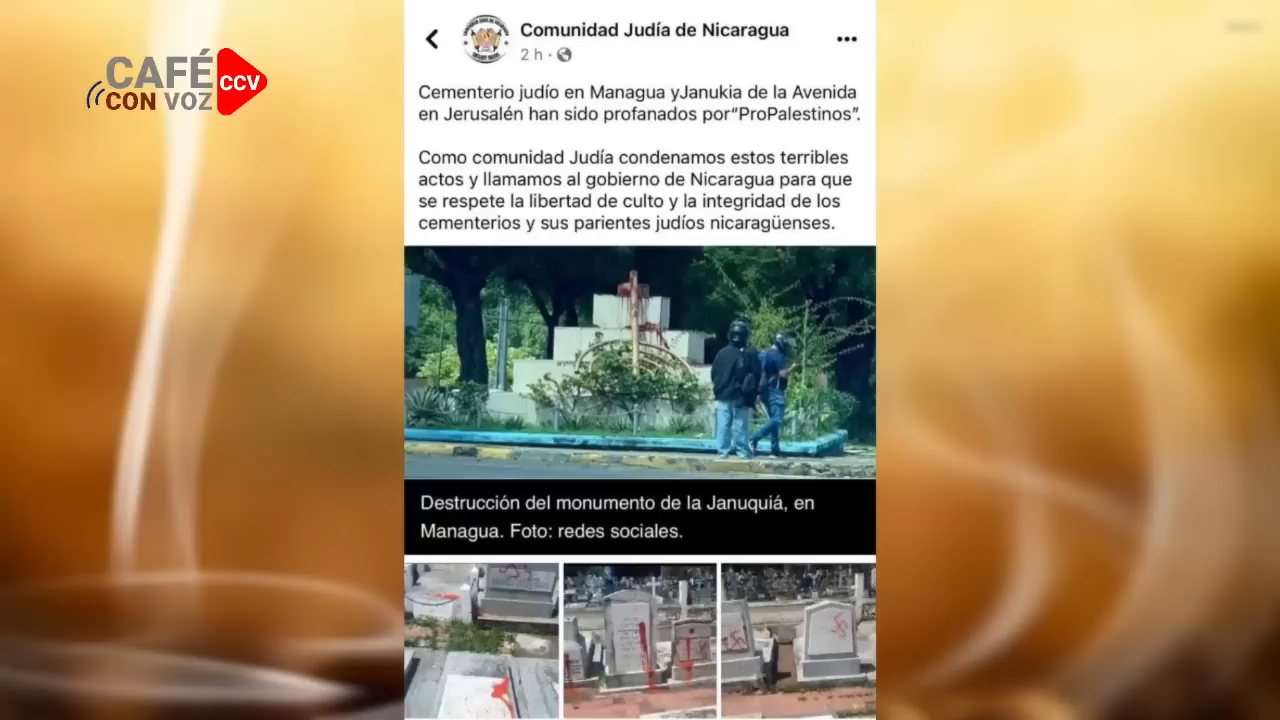 CAFÉ
CON VOZ
CCV
Comunidad Judía de Nicaragua
2 h ·
Cementerio judío en Managua yJanukia de la Avenida
en Jerusalén han sido profanados por“ProPalestinos”.
Como comunidad Judía condenamos estos terribles
actos y llamamos al gobierno de Nicaragua para que
se respete la libertad de culto y la integridad de los
cementerios y sus parientes judíos nicaragüenses.
Destrucción del monumento de la Januquiá, en
Managua. Foto: redes sociales.